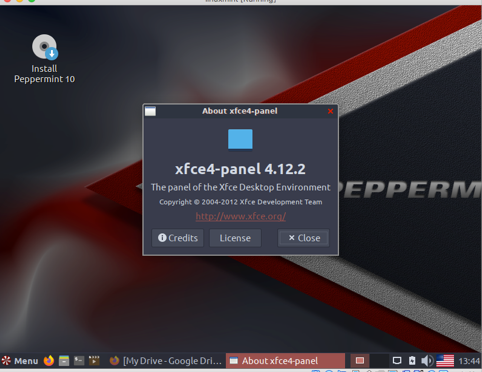 Install
Peppermint 10
About xfce4-panel
xfce4-panel 4.12.2
The panel of the Xfce Desktop Environment
Copyright © 2004-2012 Xfce Development Team
http://www.xfce.org/
Credits
License
Close
PEPPERM
Menu
[My Drive - Google Dri...
About xfce4-panel
13:44